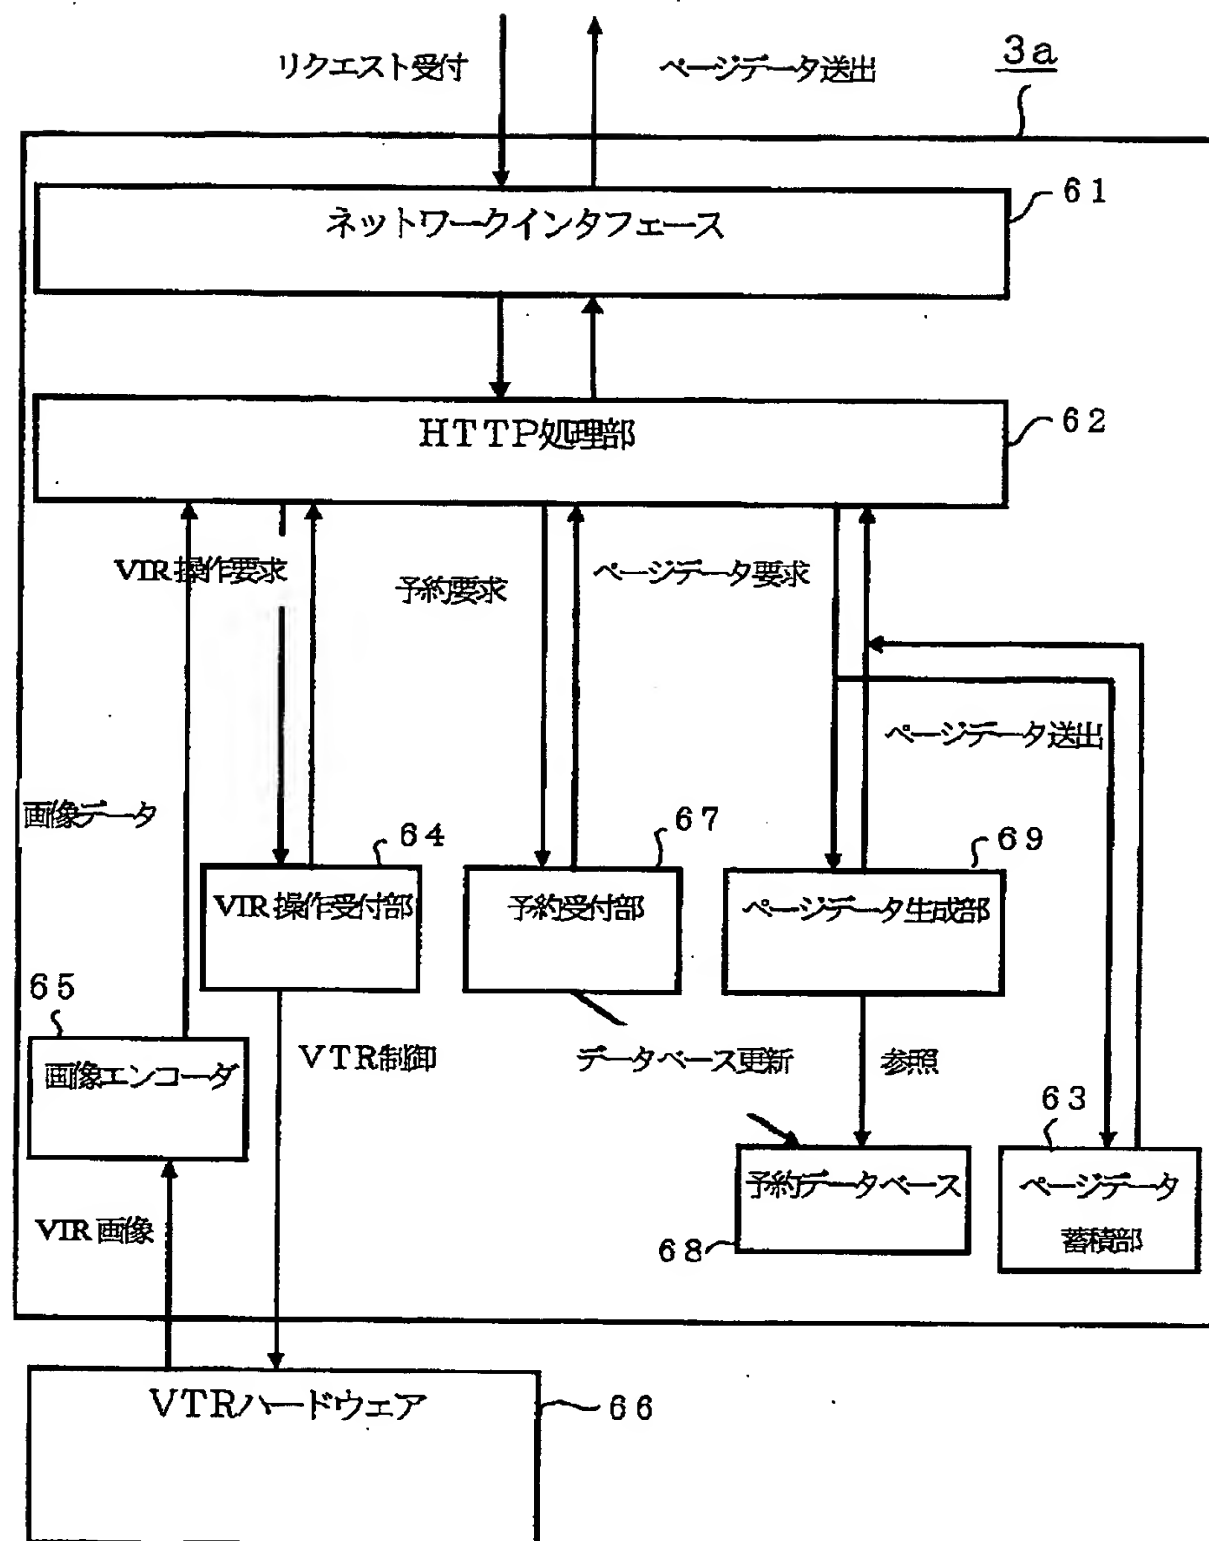 リクエスト受付
ページデータ送出
3a
ネットワークインタフェース
61
HTTP処理部
62
VTR操作要求
予約要求
ページデータ要求
ページデータ送出
画像データ
64
67
69
VTR操作受付部
予約受付部
ページデータ生成部
65
画像エンコーダ
VTR制御
データベース更新
参照
63
予約データベース
ページデータ
蓄積部
68
VTR画像
VTRハードウェア
66